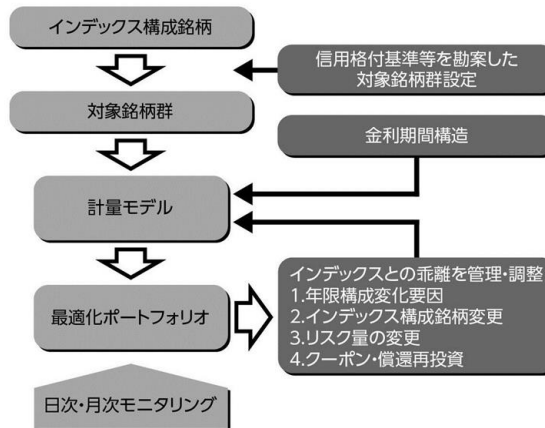 インデックス構成銘柄
信用格付基準等を勘案した
対象銘柄群設定
対象銘柄群
金利期間構造
計量モデル
インデックスとの乖離を管理・調整
1.年限構成変化要因
2.インデックス構成銘柄変更
3.リスク量の変更
4.クーポン・償還再投資
最適化ポートフォリオ
日次・月次モニタリング